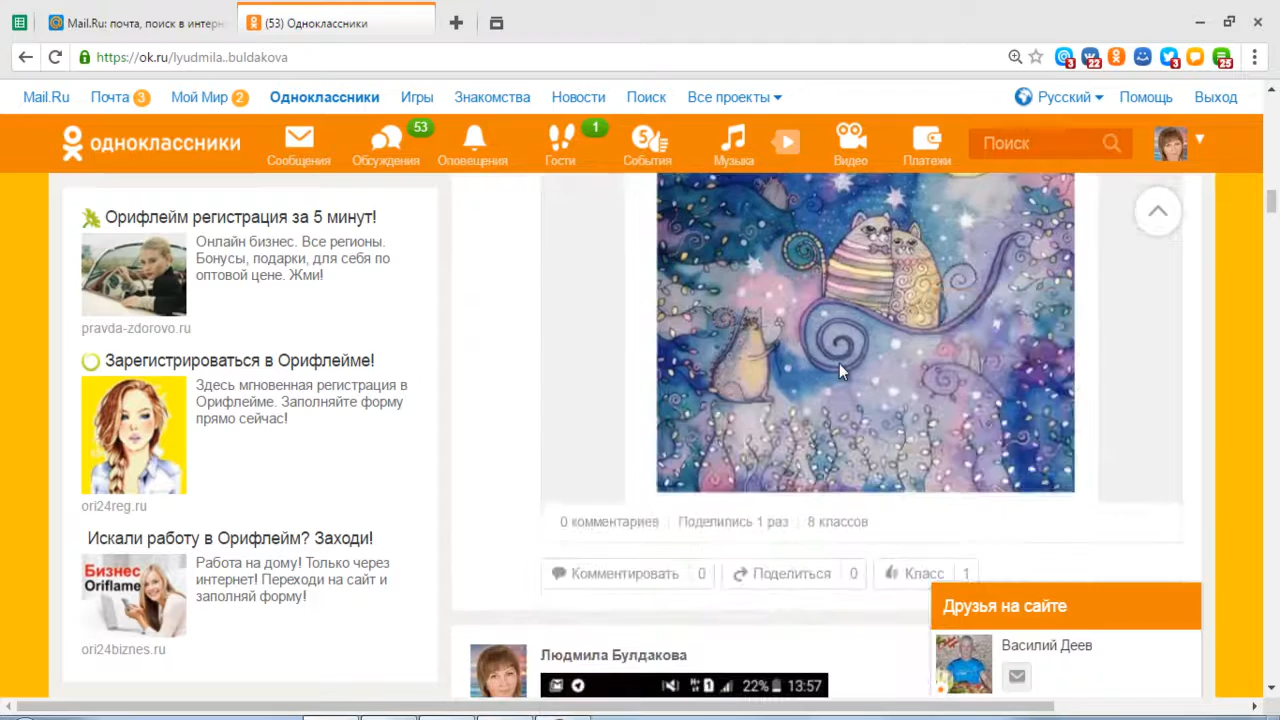 Mail.Ru: почта, поиск в интерн
(53) Одноклассники
https://ok.ru/lyudmila..buldakova
3
22
3
25
Mail.Ru
Почта 3
Мой Мир 2
Одноклассники
Игры
Знакомства
Новости
Поиск
Все проекты
Русский
Помощь
Выход
одноклассники
Сообщения
Обсуждения 53
Оповещения
Гости 1
События
5
Музыка
Видео
Платежи
Поиск
Орифлейм регистрация за 5 минут!
Онлайн бизнес. Все регионы.
Бонусы, подарки, для себя по
оптовой цене. Жми!
pravda-zdorovo.ru
Зарегистрироваться в Орифлейме!
Здесь мгновенная регистрация в
Орифлейме. Заполняйте форму
прямо сейчас!
ori24reg.ru
Искали работу в Орифлейм? Заходи!
Бизнес
Oriflame
Работа на дому! Только через
интернет! Переходи на сайт и
заполняй форму!
ori24biznes.ru
0 комментариев
Поделились 1 раз
8 классов
Комментировать 0
Поделиться 0
Класс 1
Людмила Булдакова
22% 13:57
Друзья на сайте
Василий Деев